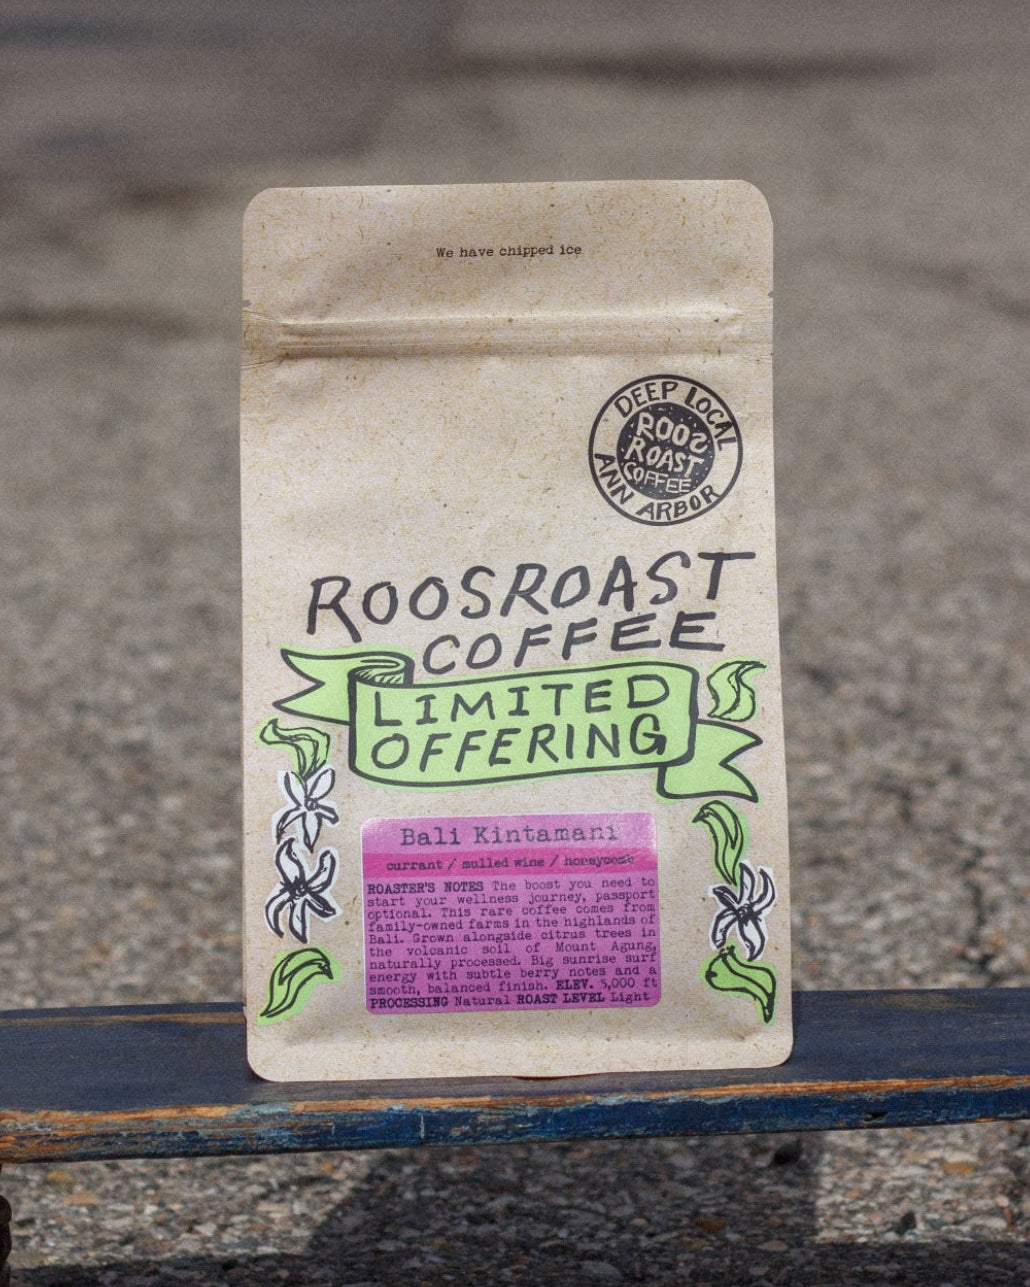 We have chipped ice
DEEP LOCAL
ROOS
ROAST
COFFEE
ANN ARBOR
ROOSROAST
COFFEE
LIMITED
OFFERING
Bali Kintamani
currant / mulled wine / honeycomb
ROASTER'S NOTES The boost you need to
start your wellness journey, passport
optional. This rare coffee comes from
family-owned farms in the highlands of
Bali. Grown alongside citrus trees in
the volcanic soil of Mount Agung,
naturally processed. Big sunrise surf
energy with subtle berry notes and a
smooth, balanced finish. ELEV. 5,000 ft
PROCESSING Natural ROAST LEVEL Light